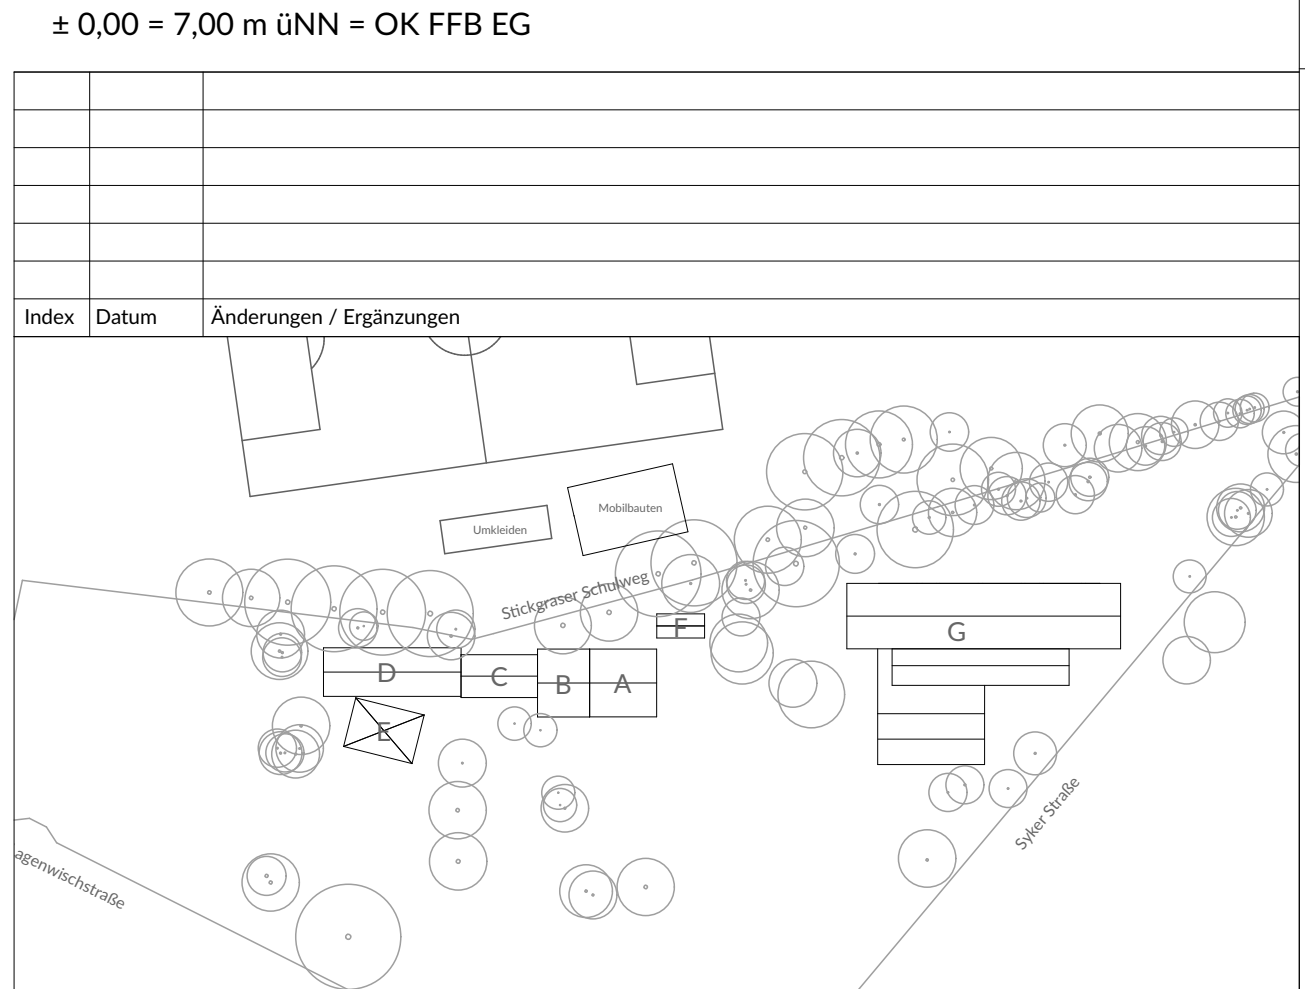 ± 0,00 = 7,00 m üNN = OK FFB EG
Index Datum Änderungen / Ergänzungen
Mobilbauten
Umkleiden
Stickgraser Schulweg
F
G
D
C
B
A
E
Syker Straße
agenwischstraße